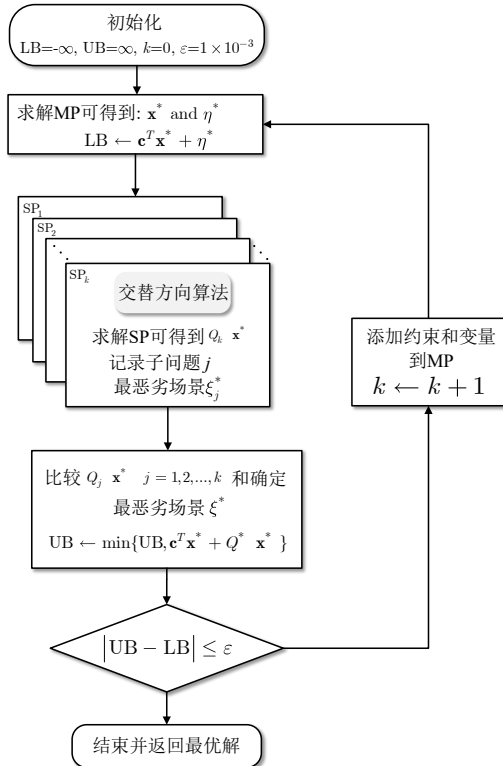 初始化
LB=-∞, UB=∞, k=0, ε=1×10⁻³
求解MP可得到: x* and η*
LB ← cᵀx* + η*
SP₁
SP₂
SPₖ
交替方向算法
求解SP可得到 Qₖ x*
记录子问题 j
最恶劣场景ξⱼ*
添加约束和变量
到MP
k ← k + 1
比较 Qⱼ x* j = 1,2,...,k 和确定
最恶劣场景 ξ*
UB ← min{UB, cᵀx* + Q* x* }
|UB − LB| ≤ ε
结束并返回最优解